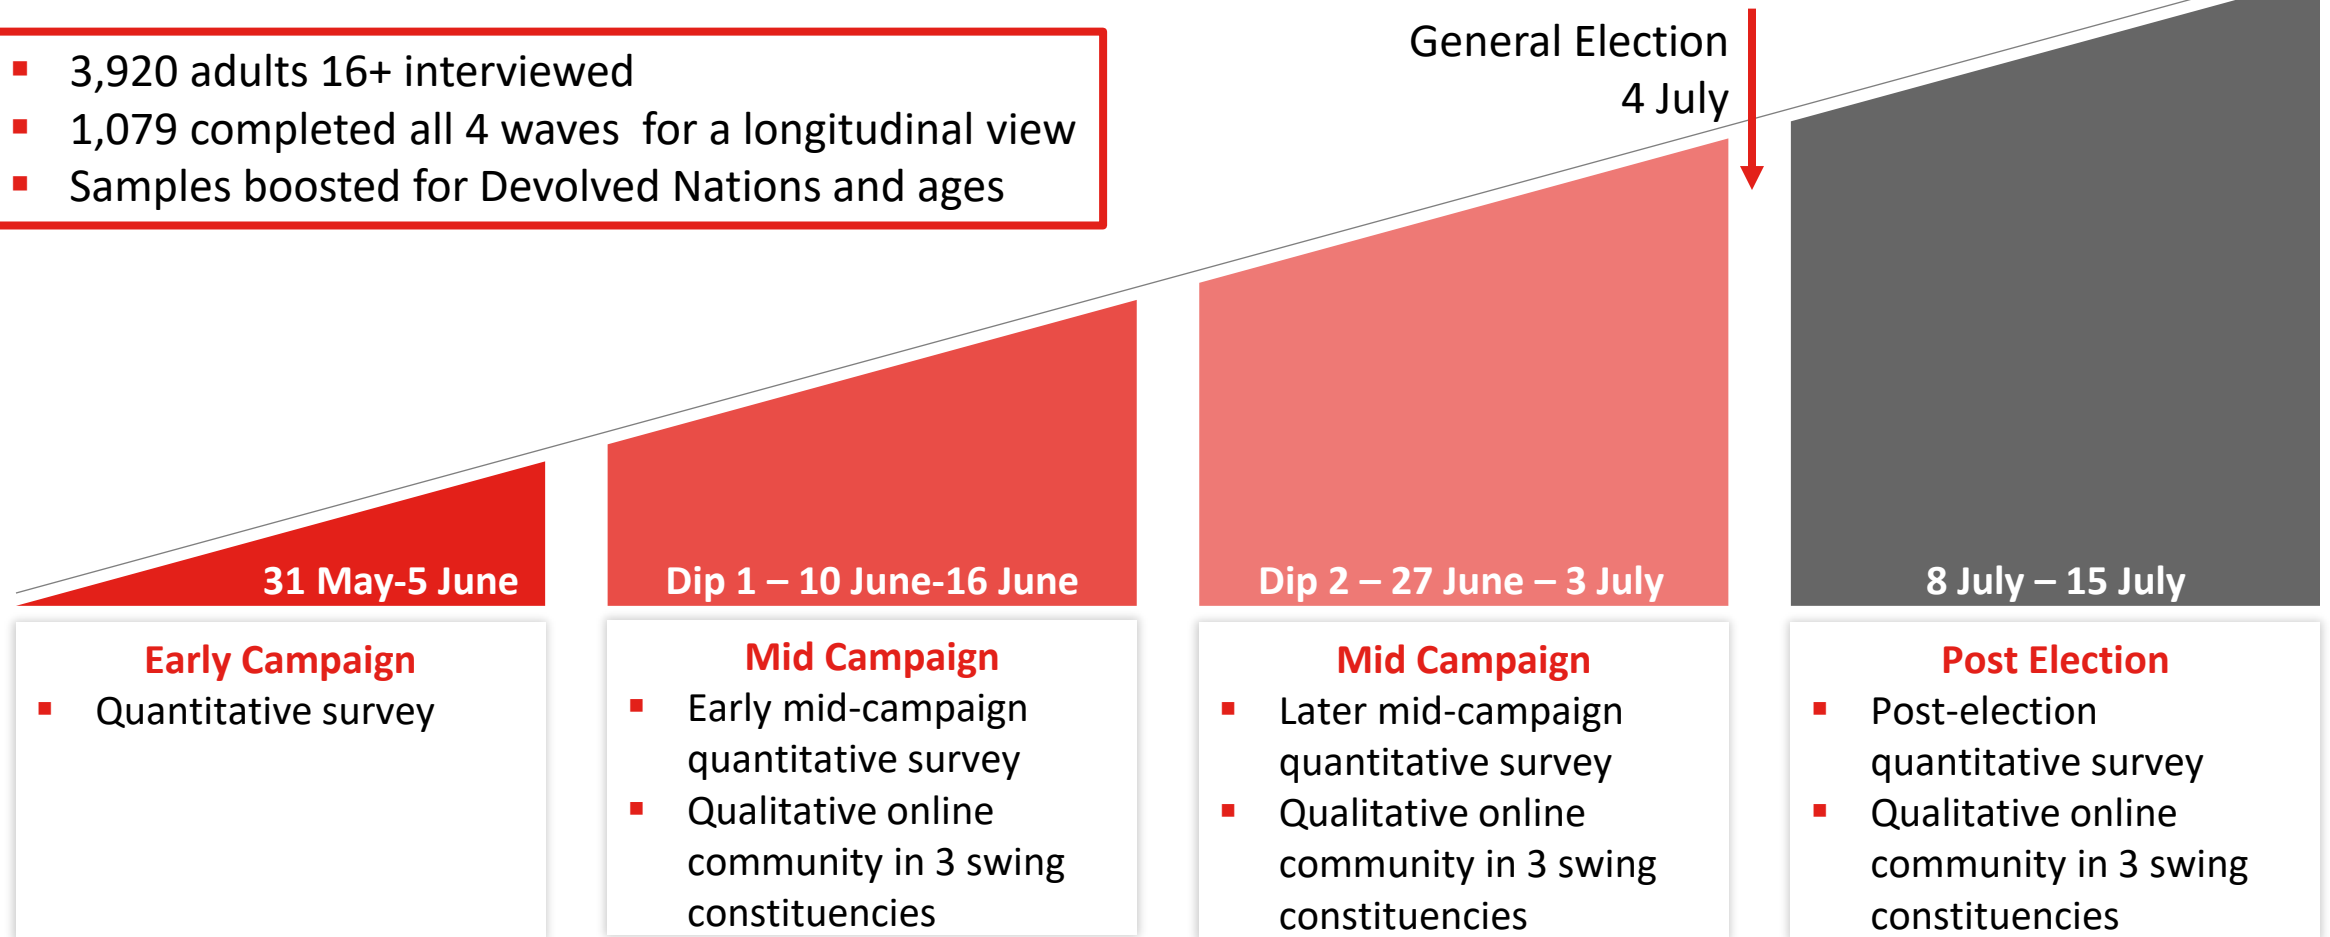 ▪ 3,920 adults 16+ interviewed
▪ 1,079 completed all 4 waves  for a longitudinal view
▪ Samples boosted for Devolved Nations and ages
General Election
4 July
31 May-5 June
Dip 1 – 10 June-16 June
Dip 2 – 27 June – 3 July
8 July – 15 July
Early Campaign
▪ Quantitative survey
Mid Campaign
▪ Early mid-campaign
quantitative survey
▪ Qualitative online
community in 3 swing
constituencies
Mid Campaign
▪ Later mid-campaign
quantitative survey
▪ Qualitative online
community in 3 swing
constituencies
Post Election
▪ Post-election
quantitative survey
▪ Qualitative online
community in 3 swing
constituencies